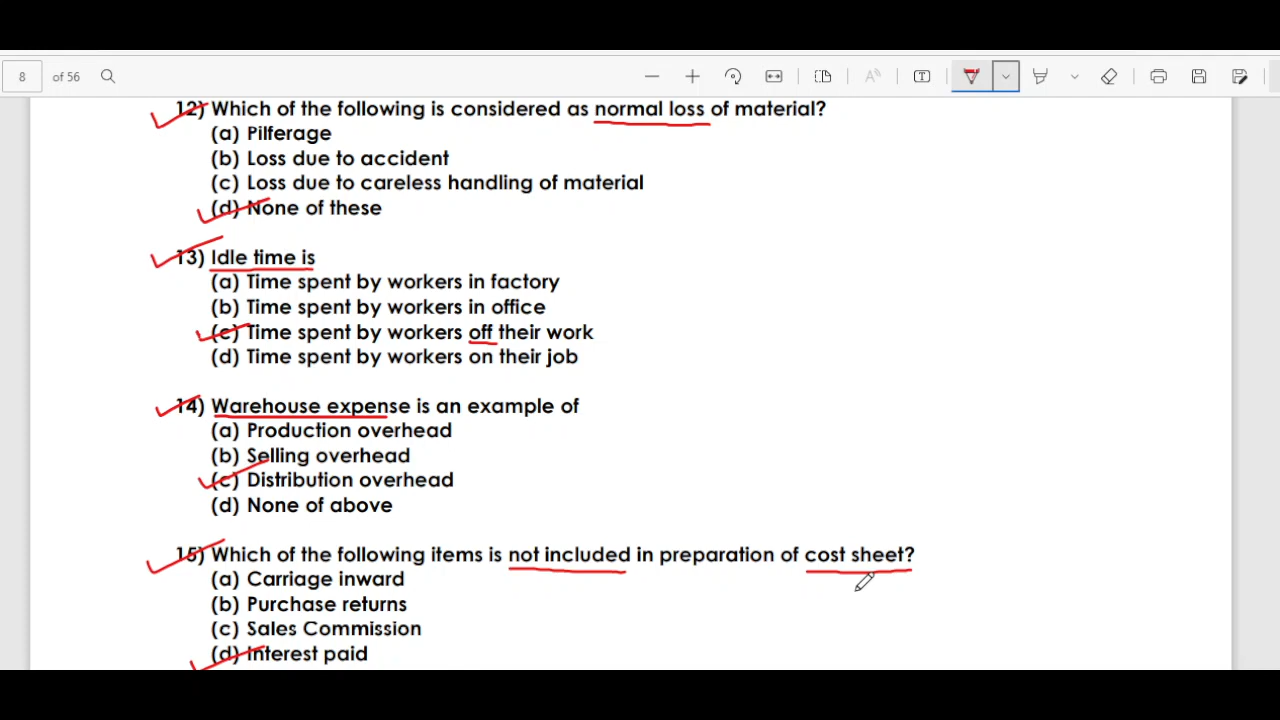 8 of 56
12) Which of the following is considered as normal loss of material?
(a) Pilferage
(b) Loss due to accident
(c) Loss due to careless handling of material
(d) None of these
13) Idle time is
(a) Time spent by workers in factory
(b) Time spent by workers in office
(c) Time spent by workers off their work
(d) Time spent by workers on their job
14) Warehouse expense is an example of
(a) Production overhead
(b) Selling overhead
(c) Distribution overhead
(d) None of above
15) Which of the following items is not included in preparation of cost sheet?
(a) Carriage inward
(b) Purchase returns
(c) Sales Commission
(d) Interest paid